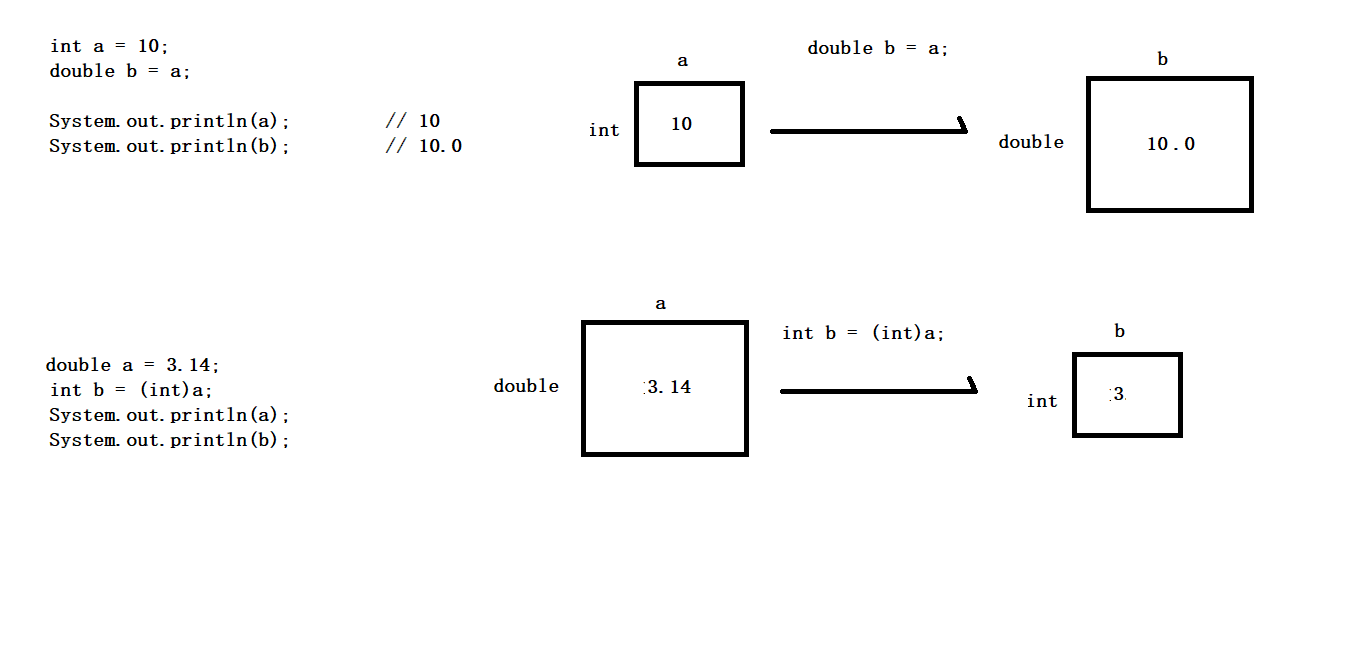 int a = 10;
double b = a;
System.out.println(a); // 10
System.out.println(b); // 10.0
a
double b = a;
b
int
10
double
10.0
double a = 3.14;
int b = (int)a;
System.out.println(a);
System.out.println(b);
a
int b = (int)a;
b
double
3.14
int
3